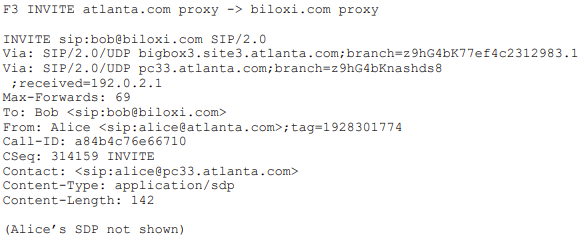 F3 INVITE atlanta.com proxy -> biloxi.com proxy
INVITE sip:bob@biloxi.com SIP/2.0
Via: SIP/2.0/UDP bigbox3.site3.atlanta.com;branch=z9hG4bK77ef4c2312983.1
Via: SIP/2.0/UDP pc33.atlanta.com;branch=z9hG4bKnashds8
 ;received=192.0.2.1
Max-Forwards: 69
To: Bob <sip:bob@biloxi.com>
From: Alice <sip:alice@atlanta.com>;tag=1928301774
Call-ID: a84b4c76e66710
CSeq: 314159 INVITE
Contact: <sip:alice@pc33.atlanta.com>
Content-Type: application/sdp
Content-Length: 142
(Alice's SDP not shown)